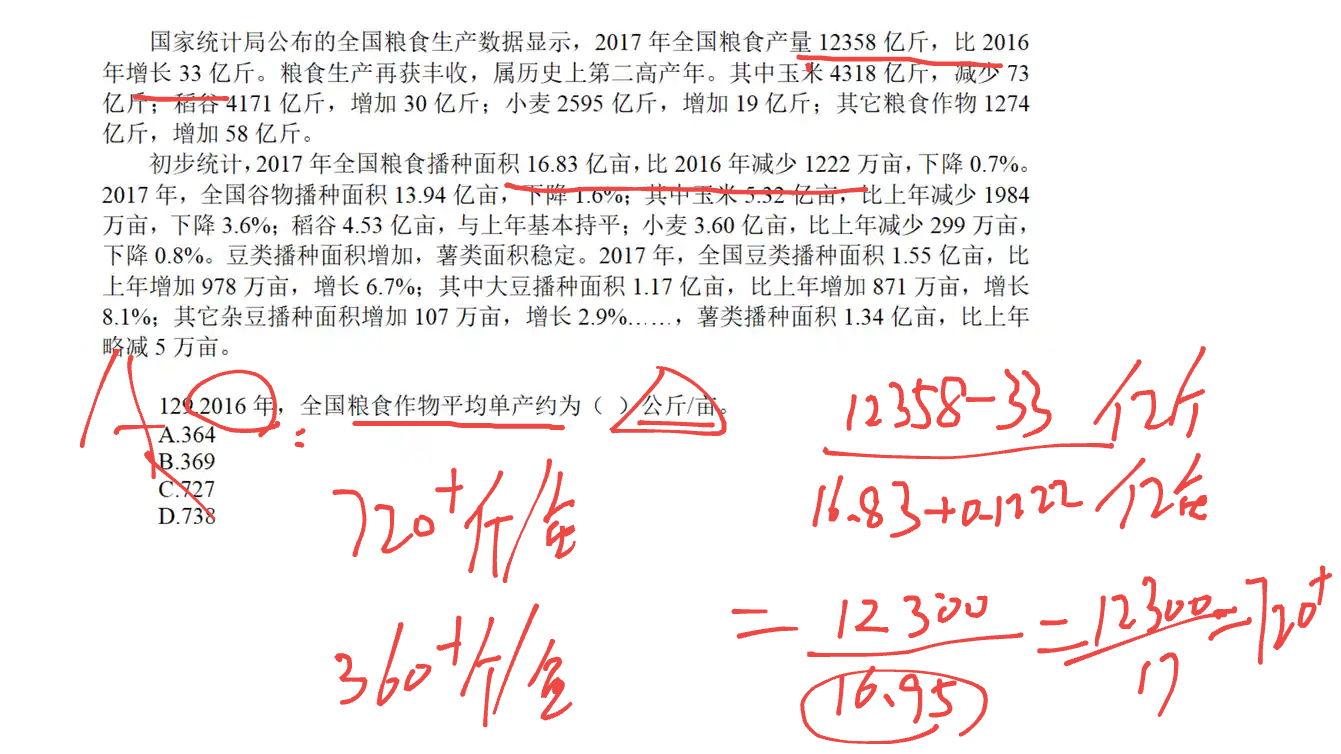 国家统计局公布的全国粮食生产数据显示，2017 年全国粮食产量 12358 亿斤，比 2016
年增长 33 亿斤。粮食生产再获丰收，属历史上第二高产年。其中玉米 4318 亿斤，减少 73
亿斤；稻谷 4171 亿斤，增加 30 亿斤；小麦 2595 亿斤，增加 19 亿斤；其它粮食作物 1274
亿斤，增加 58 亿斤。
初步统计，2017 年全国粮食播种面积 16.83 亿亩，比 2016 年减少 1222 万亩，下降 0.7%。
2017 年，全国谷物播种面积 13.94 亿亩，下降 1.6%；其中玉米 5.32 亿亩，比上年减少 1984
万亩，下降 3.6%；稻谷 4.53 亿亩，与上年基本持平；小麦 3.60 亿亩，比上年减少 299 万亩，
下降 0.8%。豆类播种面积增加，薯类面积稳定。2017 年，全国豆类播种面积 1.55 亿亩，比
上年增加 978 万亩，增长 6.7%；其中大豆播种面积 1.17 亿亩，比上年增加 871 万亩，增长
8.1%；其它杂豆播种面积增加 107 万亩，增长 2.9%……，薯类播种面积 1.34 亿亩，比上年
略减 5 万亩。
129.2016 年，全国粮食作物平均单产约为（ ）公斤/亩。
A.364
B.369
C.727
D.738
=
12358-33 亿斤
16.83+0.1222 亿亩
720+斤/亩
= 12300 = 12300 = 720+
16.95 17
360+斤/亩